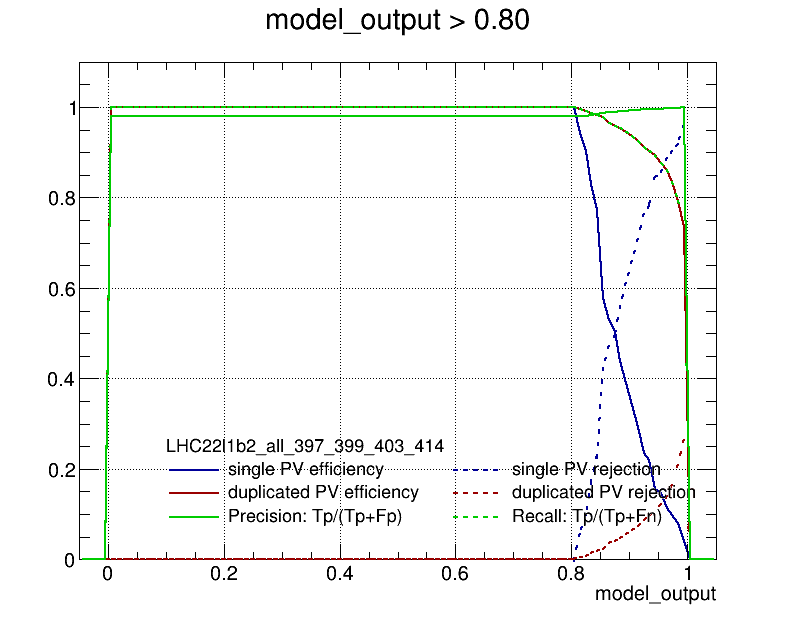 model_output > 0.80
1
0.8
0.6
0.4
0.2
0
LHC22l1b2_all_397_399_403_414
single PV efficiency single PV rejection
duplicated PV efficiency duplicated PV rejection
Precision: Tp/(Tp+Fp) Recall: Tp/(Tp+Fn)
0 0.2 0.4 0.6 0.8 1
model_output